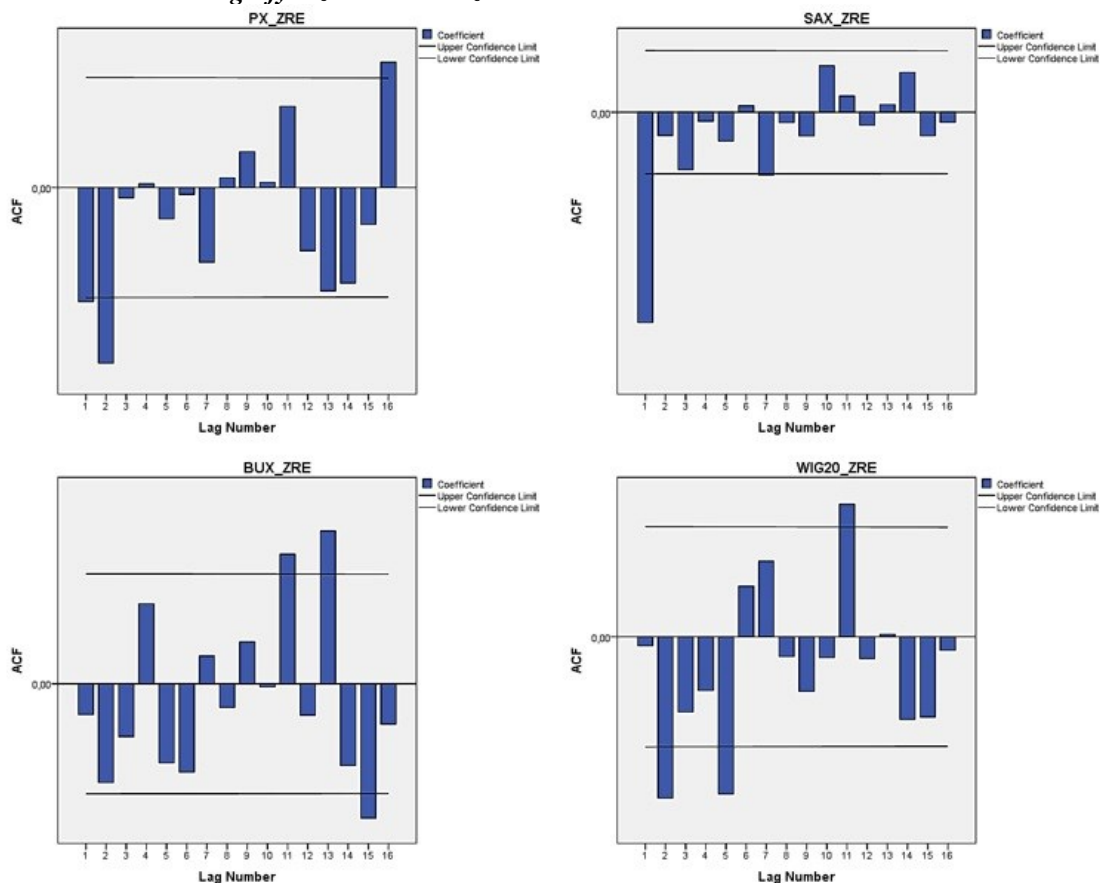 PX_ZRE
Coefficient
Upper Confidence Limit
Lower Confidence Limit
ACF
0,00
1 2 3 4 5 6 7 8 9 10 11 12 13 14 15 16
Lag Number
SAX_ZRE
Coefficient
Upper Confidence Limit
Lower Confidence Limit
ACF
0,00
1 2 3 4 5 6 7 8 9 10 11 12 13 14 15 16
Lag Number
BUX_ZRE
Coefficient
Upper Confidence Limit
Lower Confidence Limit
ACF
0,00
1 2 3 4 5 6 7 8 9 10 11 12 13 14 15 16
Lag Number
WIG20_ZRE
Coefficient
Upper Confidence Limit
Lower Confidence Limit
ACF
0,00
1 2 3 4 5 6 7 8 9 10 11 12 13 14 15 16
Lag Number